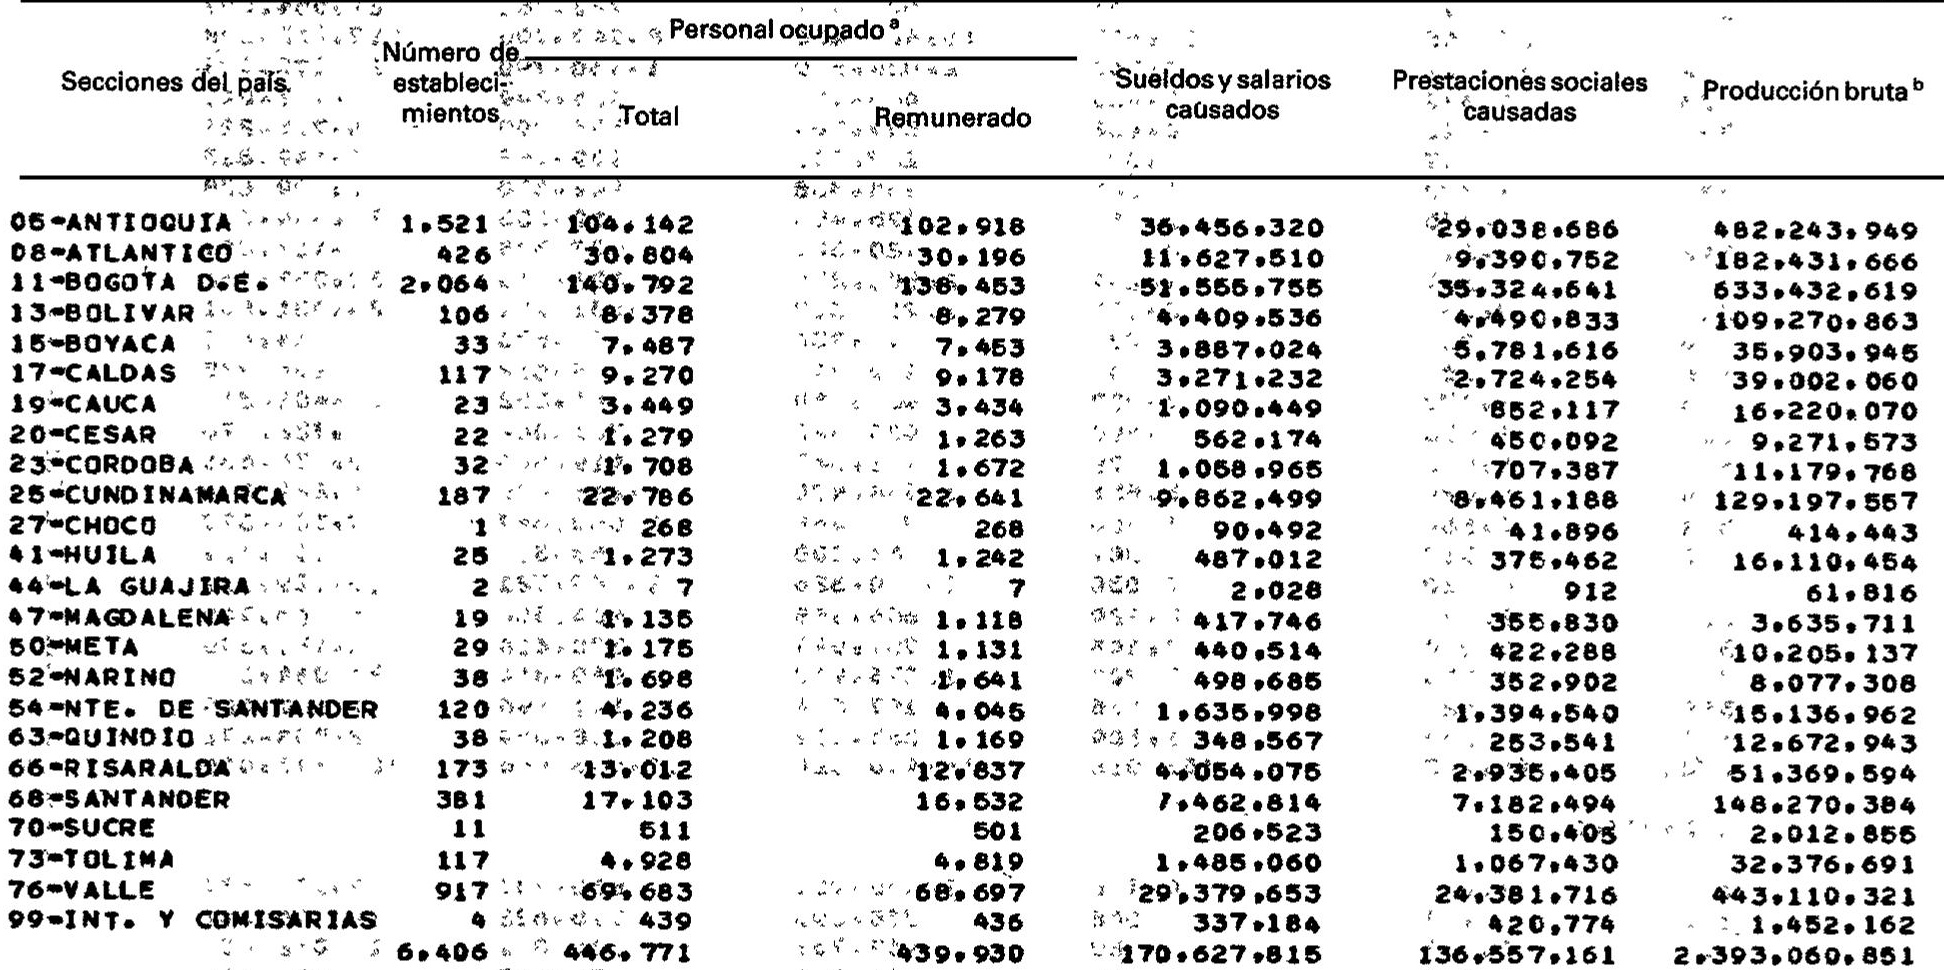 Secciones del país.
Número de estableci-mientos
Personal ocupado a
Total
Remunerado
Sueldos y salarios causados
Prestaciones sociales causadas
Producción bruta b
05-ANTIOQUIA 1.521 104.142 102.918 36.456.320 29.038.686 482.243.949
08-ATLANTICO 426 30.804 30.196 11.627.510 9.390.752 182.431.666
11-BOGOTA D.E. 2.064 140.792 138.453 51.555.755 35.324.641 633.432.619
13-BOLIVAR 106 8.378 8.279 4.409.536 4.490.833 109.270.863
15-BOYACA 33 7.487 7.453 3.887.024 5.781.616 35.903.945
17-CALDAS 117 9.270 9.178 3.271.232 2.724.254 39.002.060
19-CAUCA 23 3.449 3.434 1.090.449 852.117 16.220.070
20-CESAR 22 1.279 1.263 562.174 450.092 9.271.573
23-CORDOBA 32 1.708 1.672 1.058.965 707.387 11.179.768
25-CUNDINAMARCA 187 22.786 22.641 9.862.499 8.461.188 129.197.557
27-CHOCO 1 268 268 90.492 41.896 414.443
41-HUILA 25 1.273 1.242 487.012 375.462 16.110.454
44-LA GUAJIRA 2 7 7 2.028 912 61.816
47-MAGDALENA 19 1.135 1.118 417.746 355.830 3.635.711
50-META 29 1.175 1.131 440.514 422.288 10.205.137
52-NARINO 38 1.698 1.641 498.685 352.902 8.077.308
54-NTE. DE SANTANDER 120 4.236 4.045 1.635.998 1.394.540 15.136.962
63-QUINDIO 38 1.208 1.169 348.567 253.541 12.672.943
66-RISARALDA 173 13.012 12.837 4.054.075 2.935.405 51.369.594
68-SANTANDER 381 17.103 16.532 7.462.814 7.182.494 148.270.384
70-SUCRE 11 511 501 206.523 150.405 2.012.855
73-TOLIMA 117 4.928 4.819 1.485.060 1.067.430 32.376.691
76-VALLE 917 69.683 68.697 29.379.653 24.381.716 443.110.321
99-INT. Y COMISARIAS 4 439 436 337.184 420.774 1.452.162
6.406 446.771 439.930 170.627.815 136.557.161 2.393.060.851